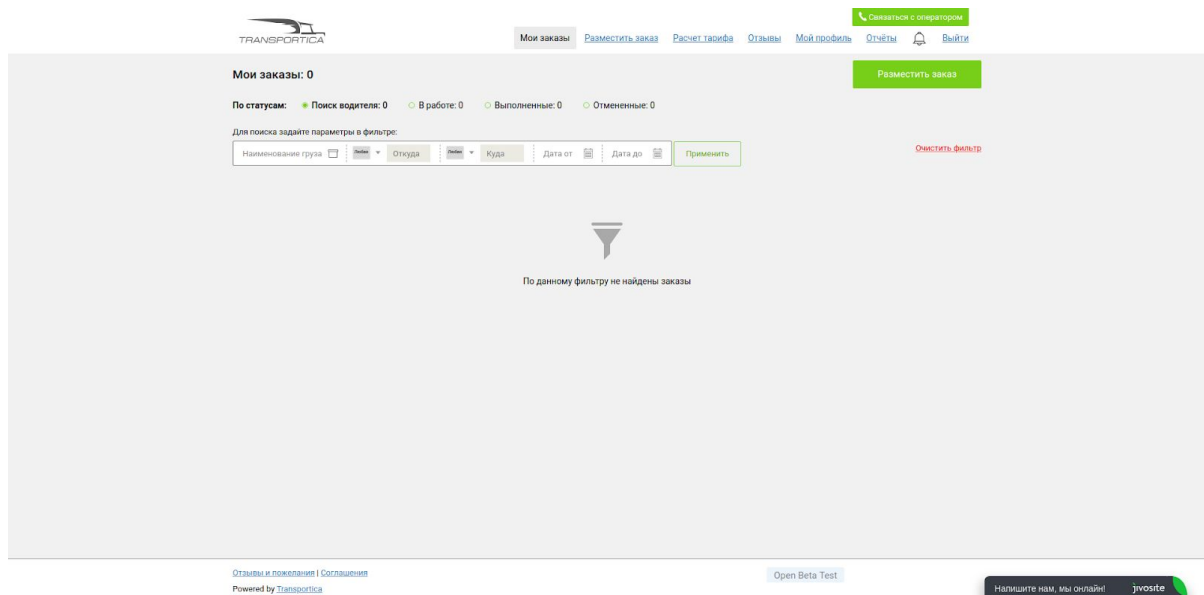 Связаться с оператором
TRANSPORTICA
Мои заказы Разместить заказ Расчет тарифа Отзывы Мой профиль Отчёты Выйти
Мои заказы: 0
Разместить заказ
По статусам: Поиск водителя: 0 В работе: 0 Выполненные: 0 Отмененные: 0
Для поиска задайте параметры в фильтре:
Наименование груза Любая Откуда Любая Куда Дата от Дата до Применить
Очистить фильтр
По данному фильтру не найдены заказы
Отзывы и пожелания | Соглашения
Open Beta Test
Powered by Transportica
Напишите нам, мы онлайн! jivosite